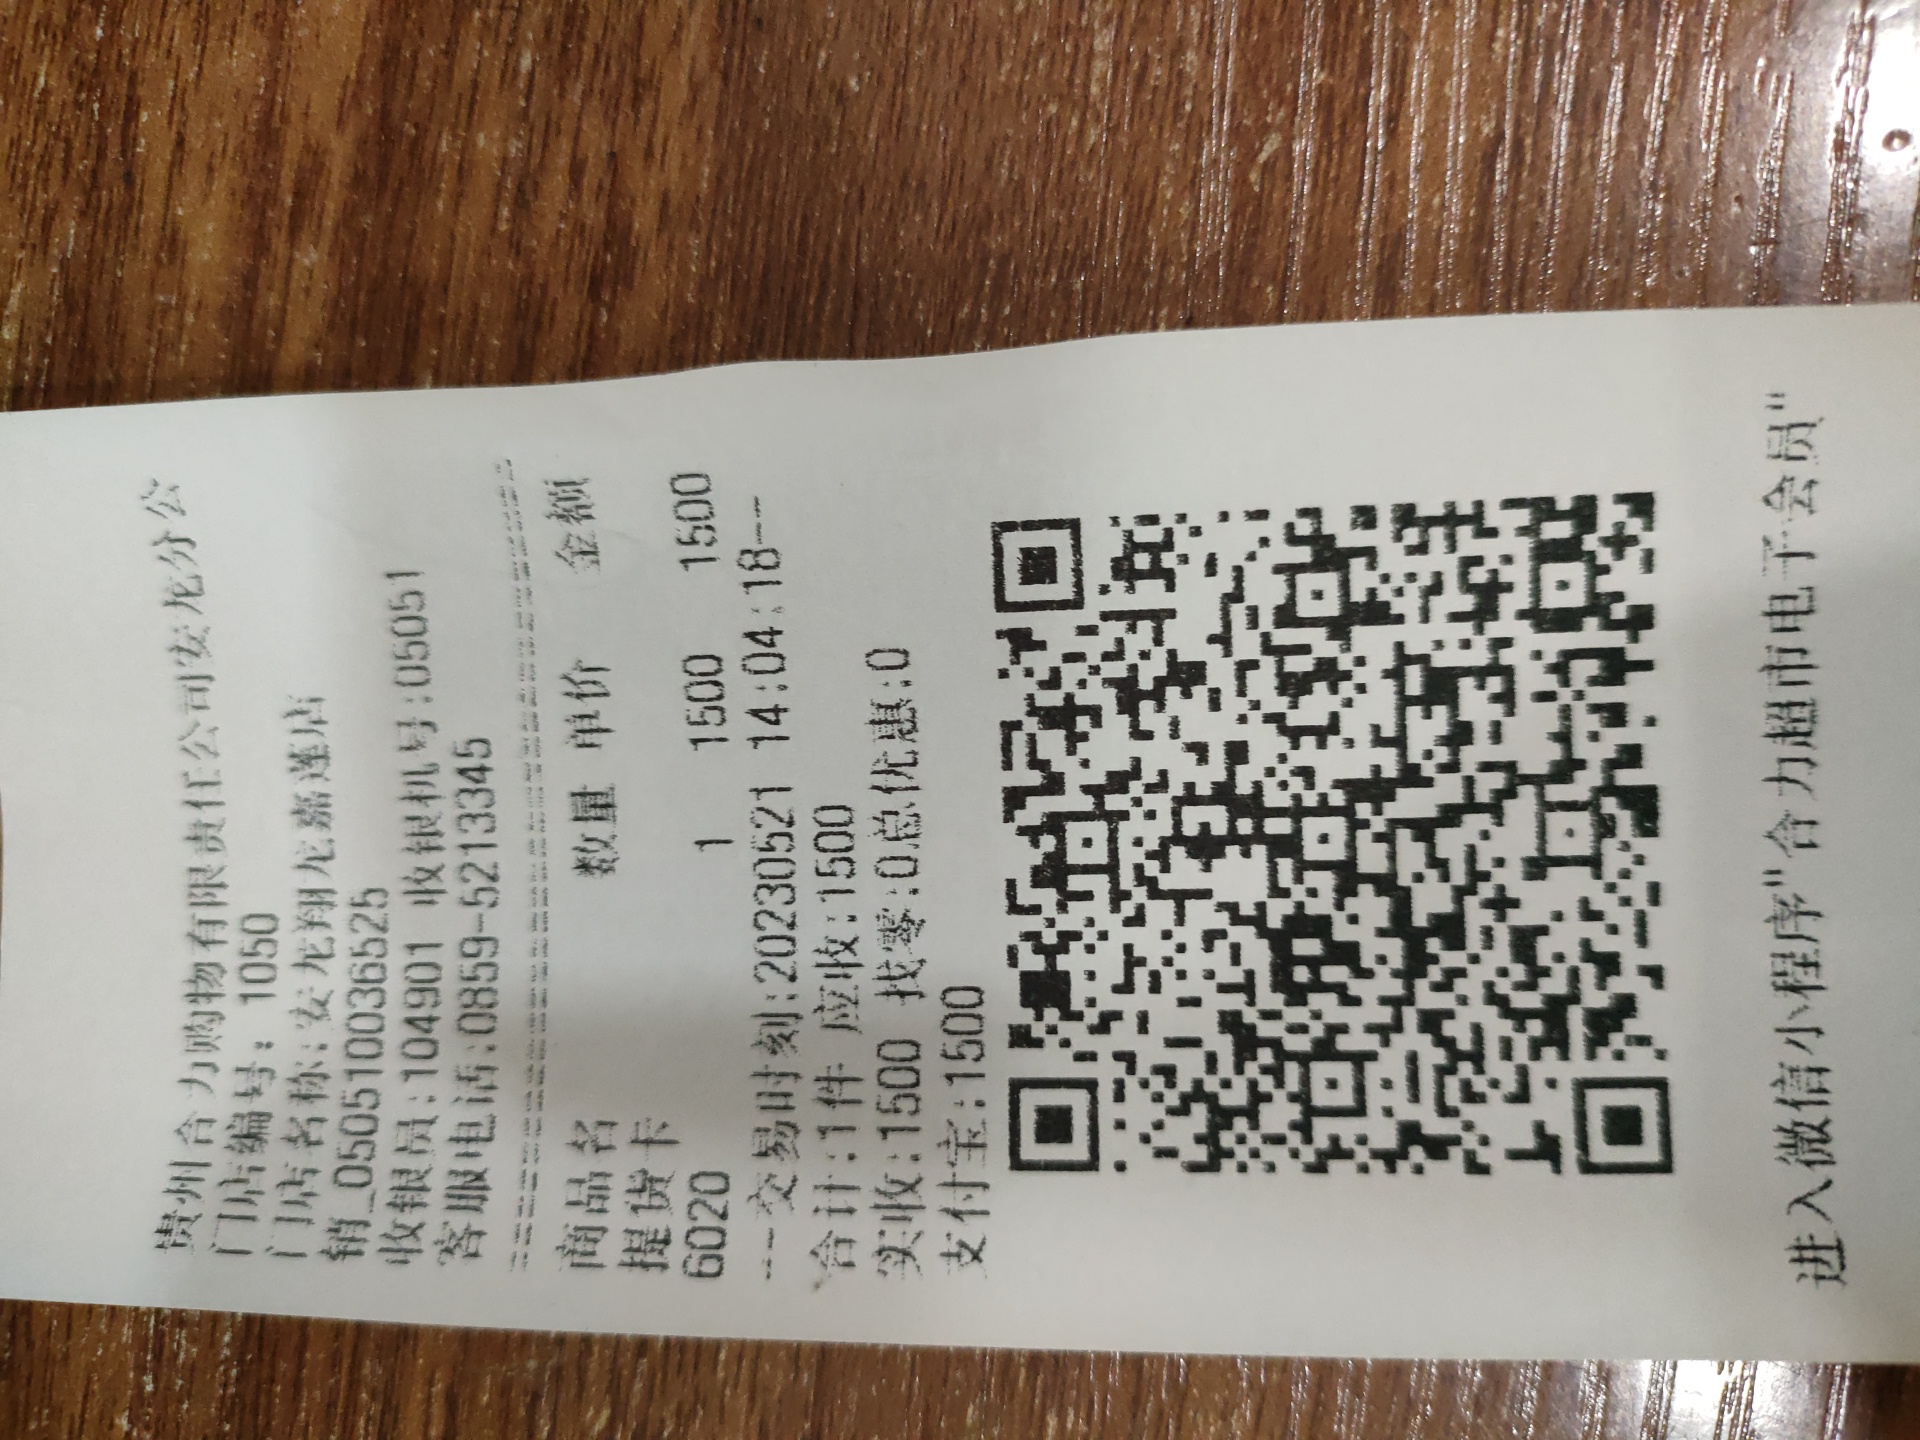 贵州合力购物有限责任公司安龙分公
门店编号: 1050
门店名称:安龙翔龙嘉莲店
销_050510036525
收银员:104901 收银机号:05051
客服电话:0859-5213345
商品名 数量 单价 金额
提货卡
6020 1 1500 1500
---交易时刻:20230521 14:04:18---
合计:1件 应收:1500
实收:1500 找零:0总优惠:0
支付宝:1500
进入微信小程序"合力超市电子会员"